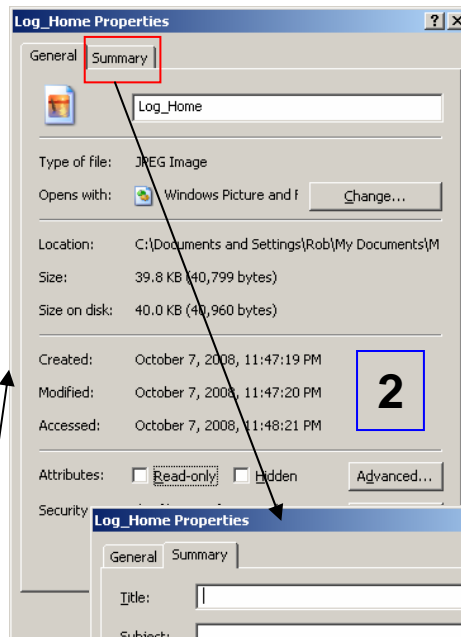 Log_Home Properties
General Summary
Log_Home
Type of file: JPEG Image
Opens with: Windows Picture and F Change...
Location: C:\Documents and Settings\Rob\My Documents\M
Size: 39.8 KB (40,799 bytes)
Size on disk: 40.0 KB (40,960 bytes)
Created: October 7, 2008, 11:47:19 PM
Modified: October 7, 2008, 11:47:20 PM
2
Accessed: October 7, 2008, 11:48:21 PM
Attributes: Read-only Hidden Advanced...
Security
Log_Home Properties
General Summary
Title:
Subject: